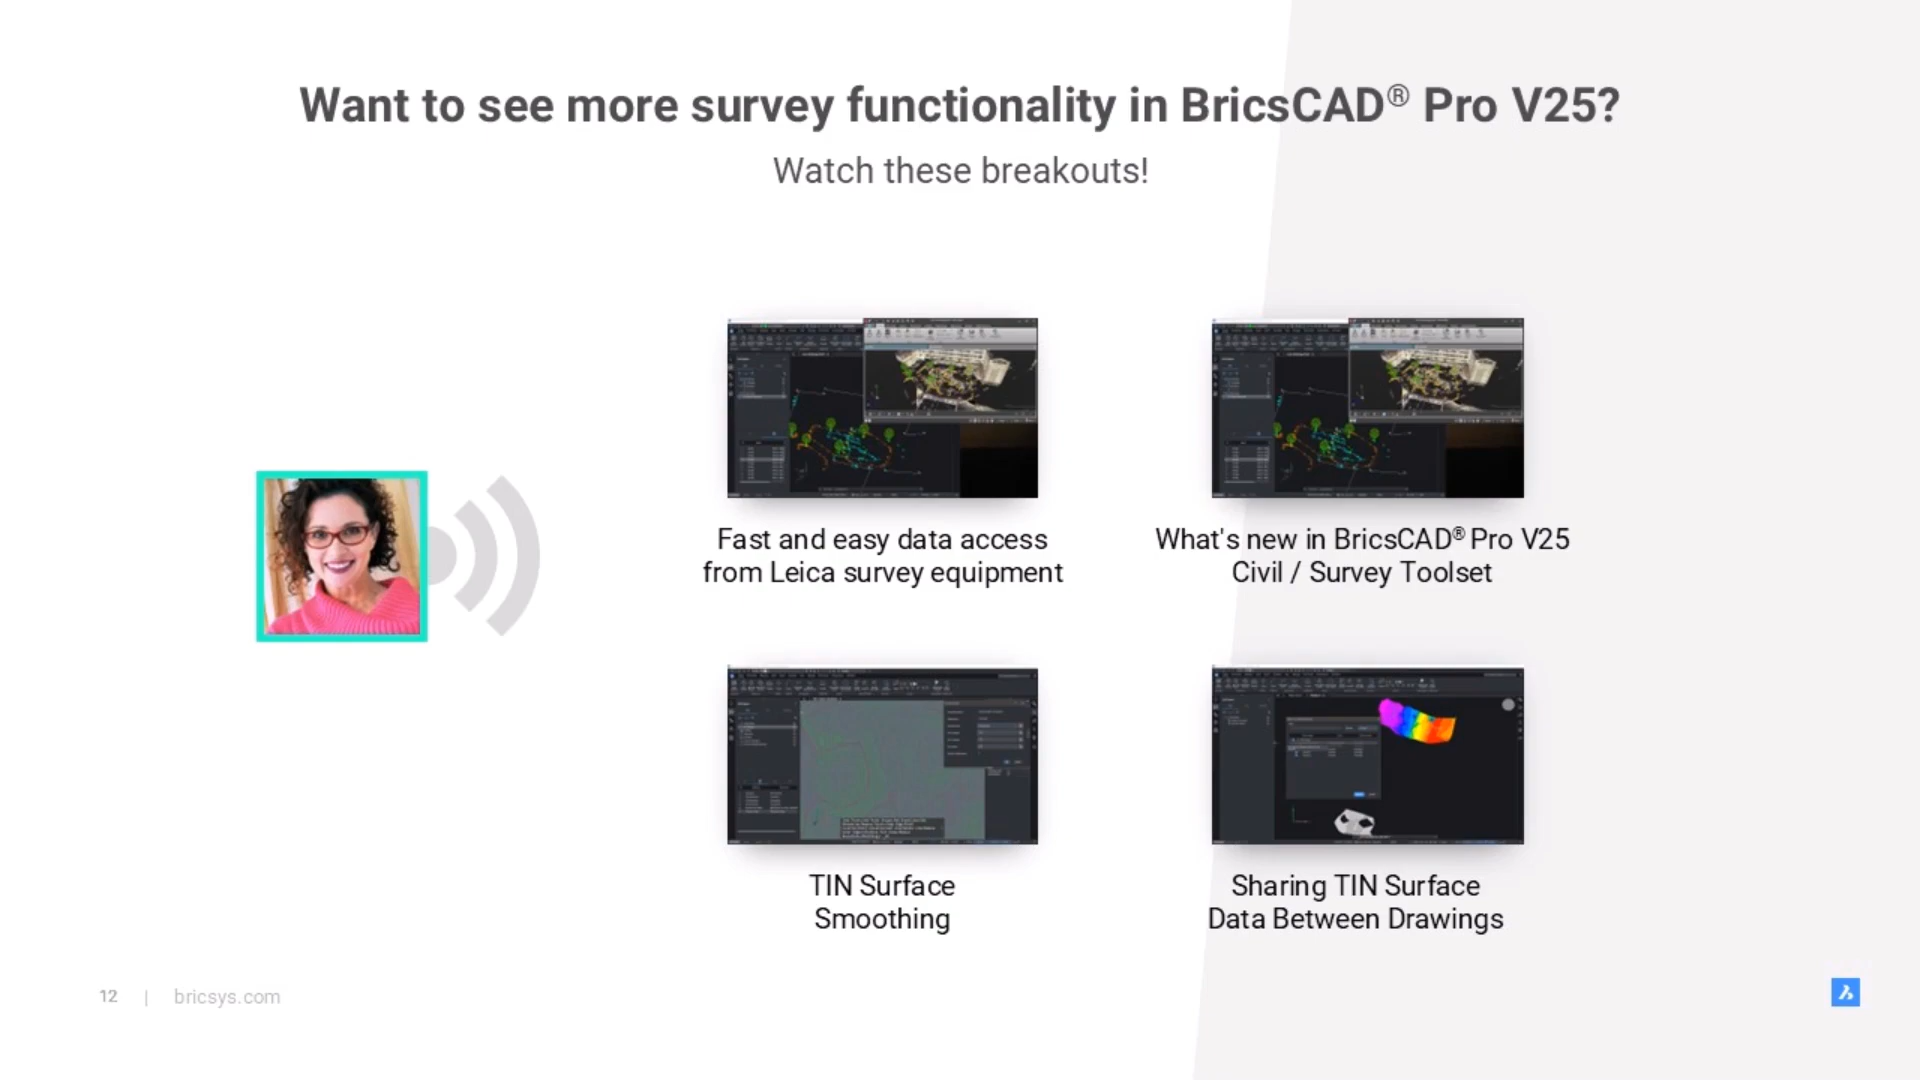 Want to see more survey functionality in BricsCAD® Pro V25?
Watch these breakouts!
Fast and easy data access
from Leica survey equipment
What's new in BricsCAD® Pro V25
Civil / Survey Toolset
TIN Surface
Smoothing
Sharing TIN Surface
Data Between Drawings
12 | bricsys.com